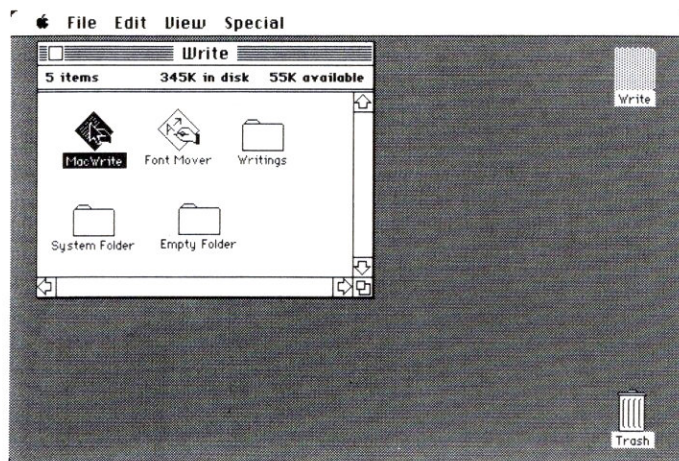 File Edit View Special
Write
5 items 345K in disk 55K available
Write
MacWrite Font Mover Writings
System Folder Empty Folder
Trash